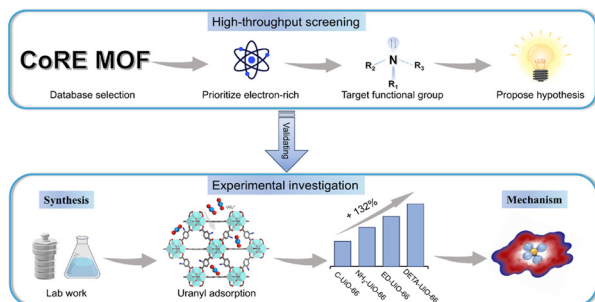 High-throughput screening
CoRE MOF
N
R₂
R₃
R₁
Database selection
Prioritize electron-rich
Target functional group
Propose hypothesis
Validating
Experimental investigation
Synthesis
Mechanism
UO₂²⁺
+ 132%
C-UiO-66
NH₂-UiO-66
ED-UiO-66
DETA-UiO-66
Lab work
Uranyl adsorption